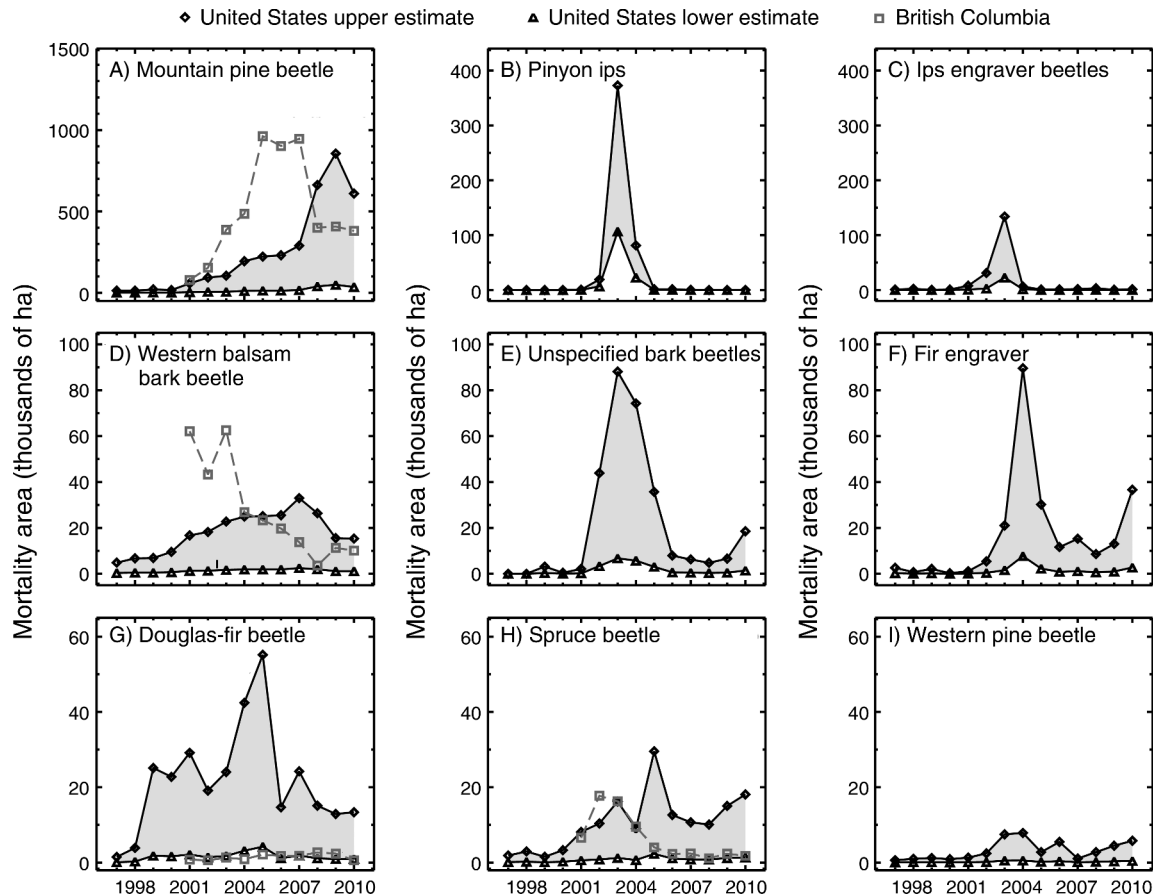 United States upper estimate United States lower estimate British Columbia
A) Mountain pine beetle
1500
1000
500
0
B) Pinyon ips
400
300
200
100
0
C) Ips engraver beetles
400
300
200
100
0
D) Western balsam
bark beetle
100
80
60
40
20
0
E) Unspecified bark beetles
100
80
60
40
20
0
F) Fir engraver
100
80
60
40
20
0
G) Douglas-fir beetle
60
40
20
0
1998 2001 2004 2007 2010
H) Spruce beetle
60
40
20
0
1998 2001 2004 2007 2010
I) Western pine beetle
60
40
20
0
1998 2001 2004 2007 2010
Mortality area (thousands of ha)
Mortality area (thousands of ha)
Mortality area (thousands of ha)